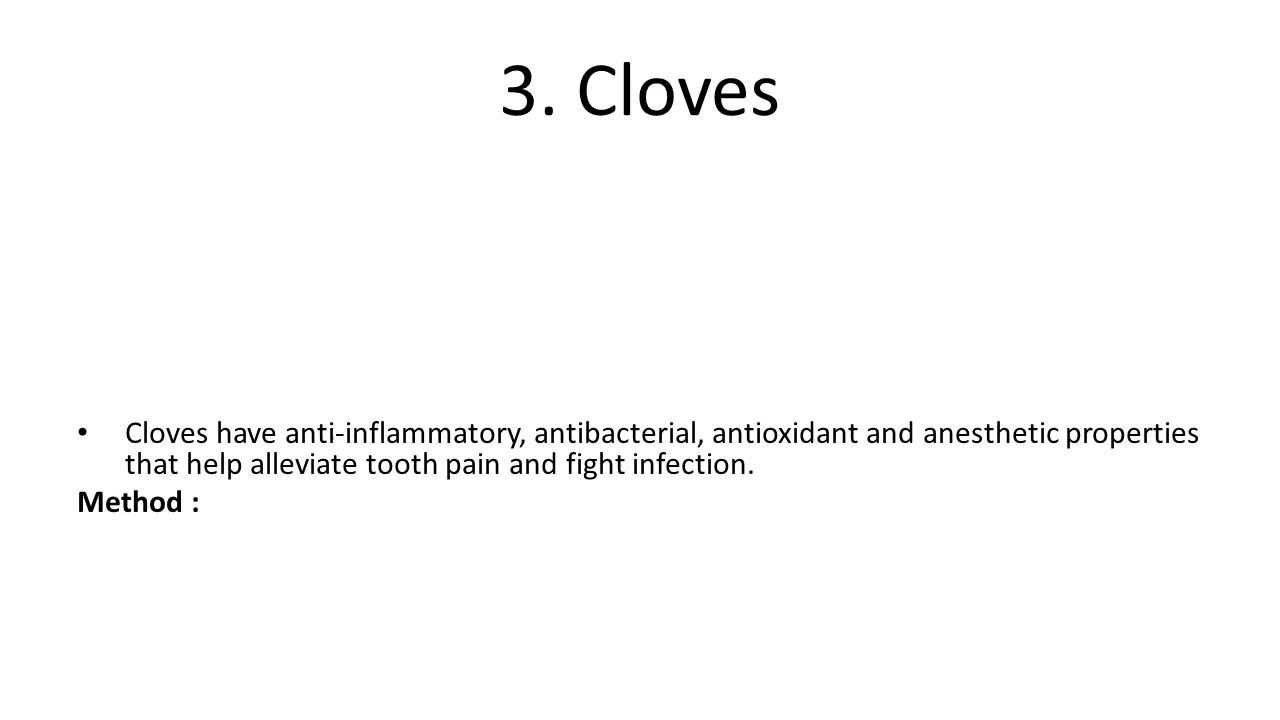 3. Cloves
• Cloves have anti-inflammatory, antibacterial, antioxidant and anesthetic properties
that help alleviate tooth pain and fight infection.
Method :